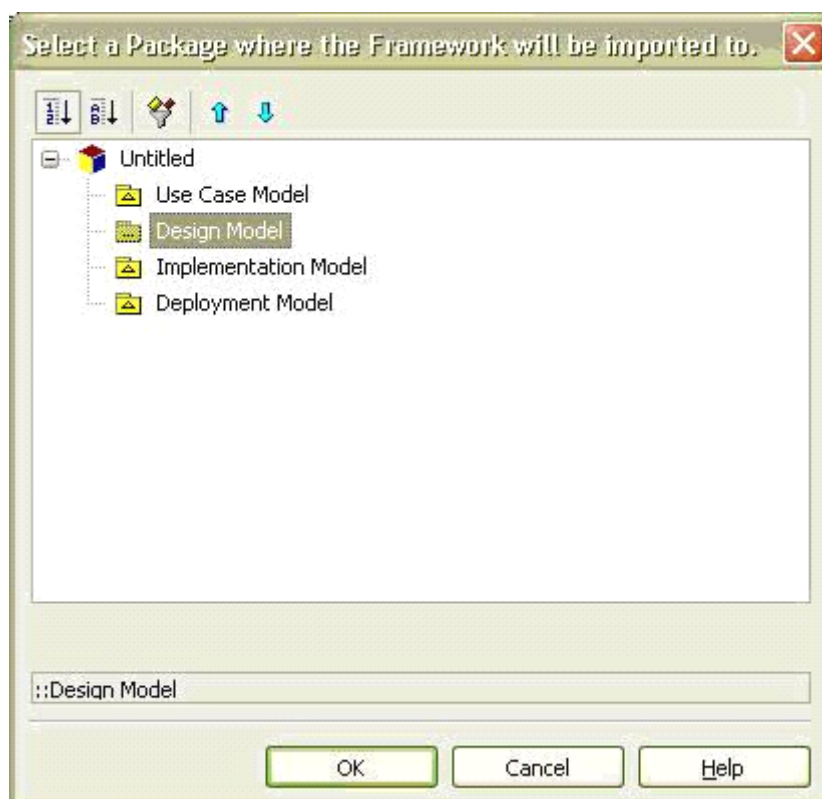 Select a Package where the Framework will be imported to.
Untitled
Use Case Model
Design Model
Implementation Model
Deployment Model
::Design Model
OK Cancel Help